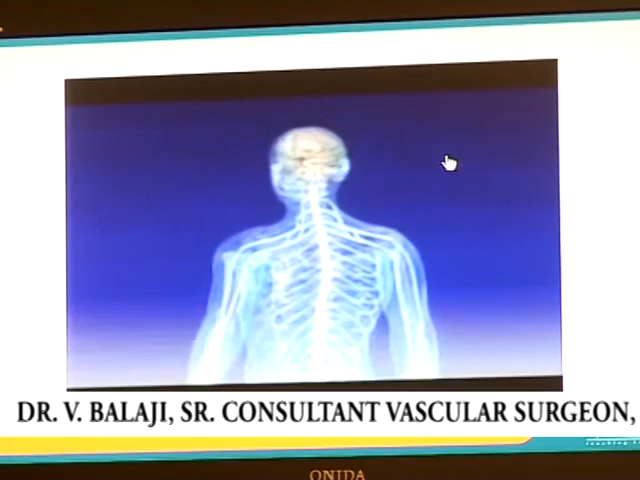 DR. V. BALAJI, SR. CONSULTANT VASCULAR SURGEON,
ONIDA